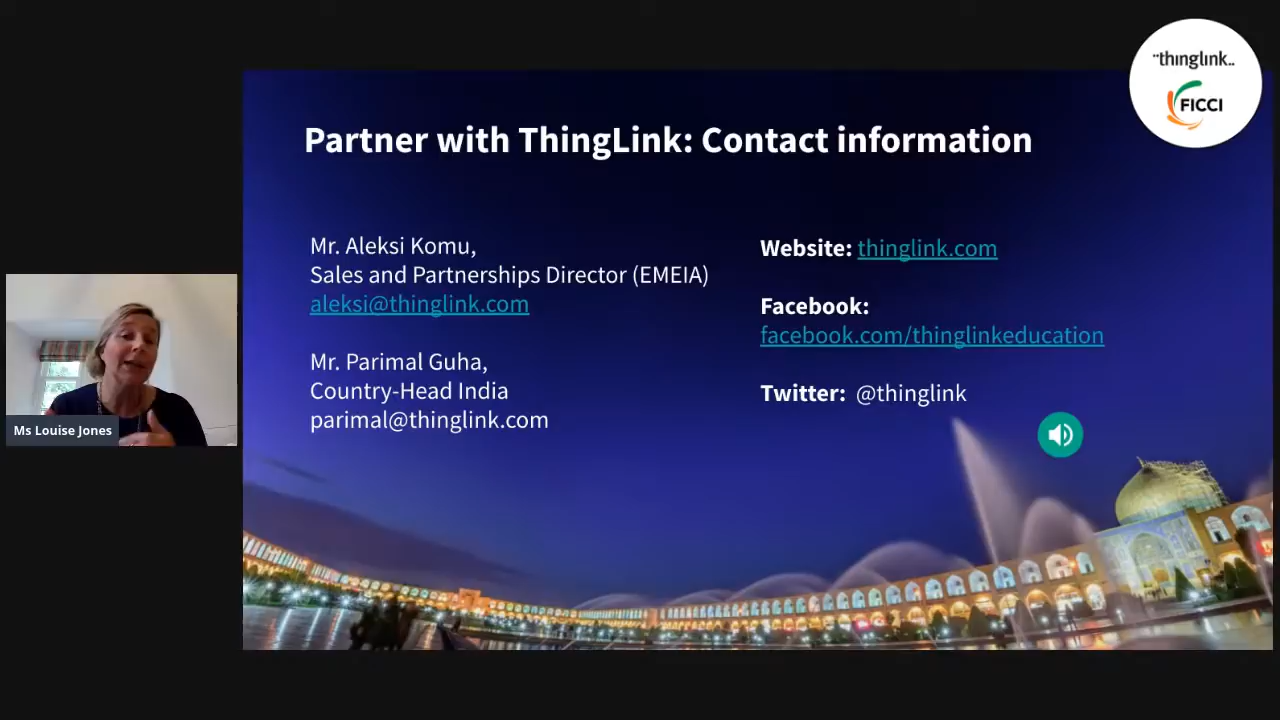 ··thinglink..
FICCI
Partner with ThingLink: Contact information
Mr. Aleksi Komu,
Sales and Partnerships Director (EMEIA)
aleksi@thinglink.com
Mr. Parimal Guha,
Country-Head India
parimal@thinglink.com
Website: thinglink.com
Facebook:
facebook.com/thinglinkeducation
Twitter: @thinglink
Ms Louise Jones